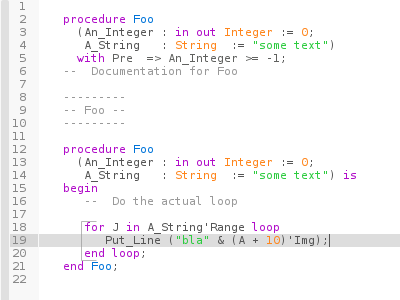 1
2 procedure Foo
3 (An_Integer : in out Integer := 0;
4 A_String : String := "some text")
5 with Pre => An_Integer >= -1;
6 -- Documentation for Foo
7
8 ---------
9 -- Foo --
10 ---------
11
12 procedure Foo
13 (An_Integer : in out Integer := 0;
14 A_String : String := "some text") is
15 begin
16 -- Do the actual loop
17
18 for J in A_String'Range loop
19 Put_Line ("bla" & (A + 10)'Img);
20 end loop;
21 end Foo;
22